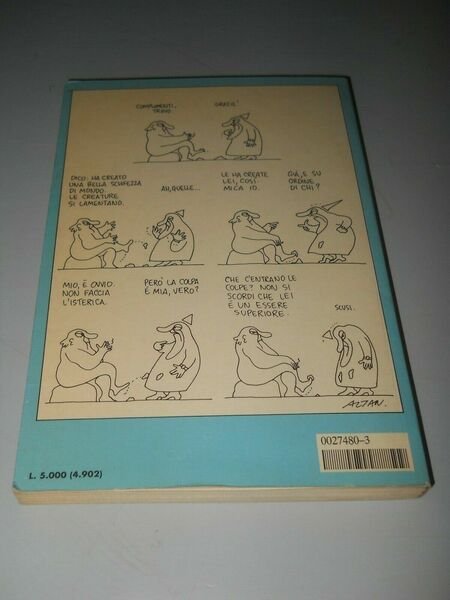 COMPLIMENTI,
TRINO.
GRAZIE.
DICO: HA CREATO
UNA BELLA SCHIFEZZA
DI MONDO.
LE CREATURE
SI LAMENTANO.
AH, QUELLE...
LE HA CREATE
LEI, COSI.
MICA IO.
GIÀ, E SU
ORDINE
DI CHI?
MIO, È OVVIO.
NON FACCIA
L'ISTERICA.
PERÒ LA COLPA
È MIA, VERO?
CHE C'ENTRANO LE
COLPE? NON SI
SCORDI CHE LEI
È UN ESSERE
SUPERIORE.
SCUSI.
ALTAN.
0027480-3
L. 5.000 (4.902)